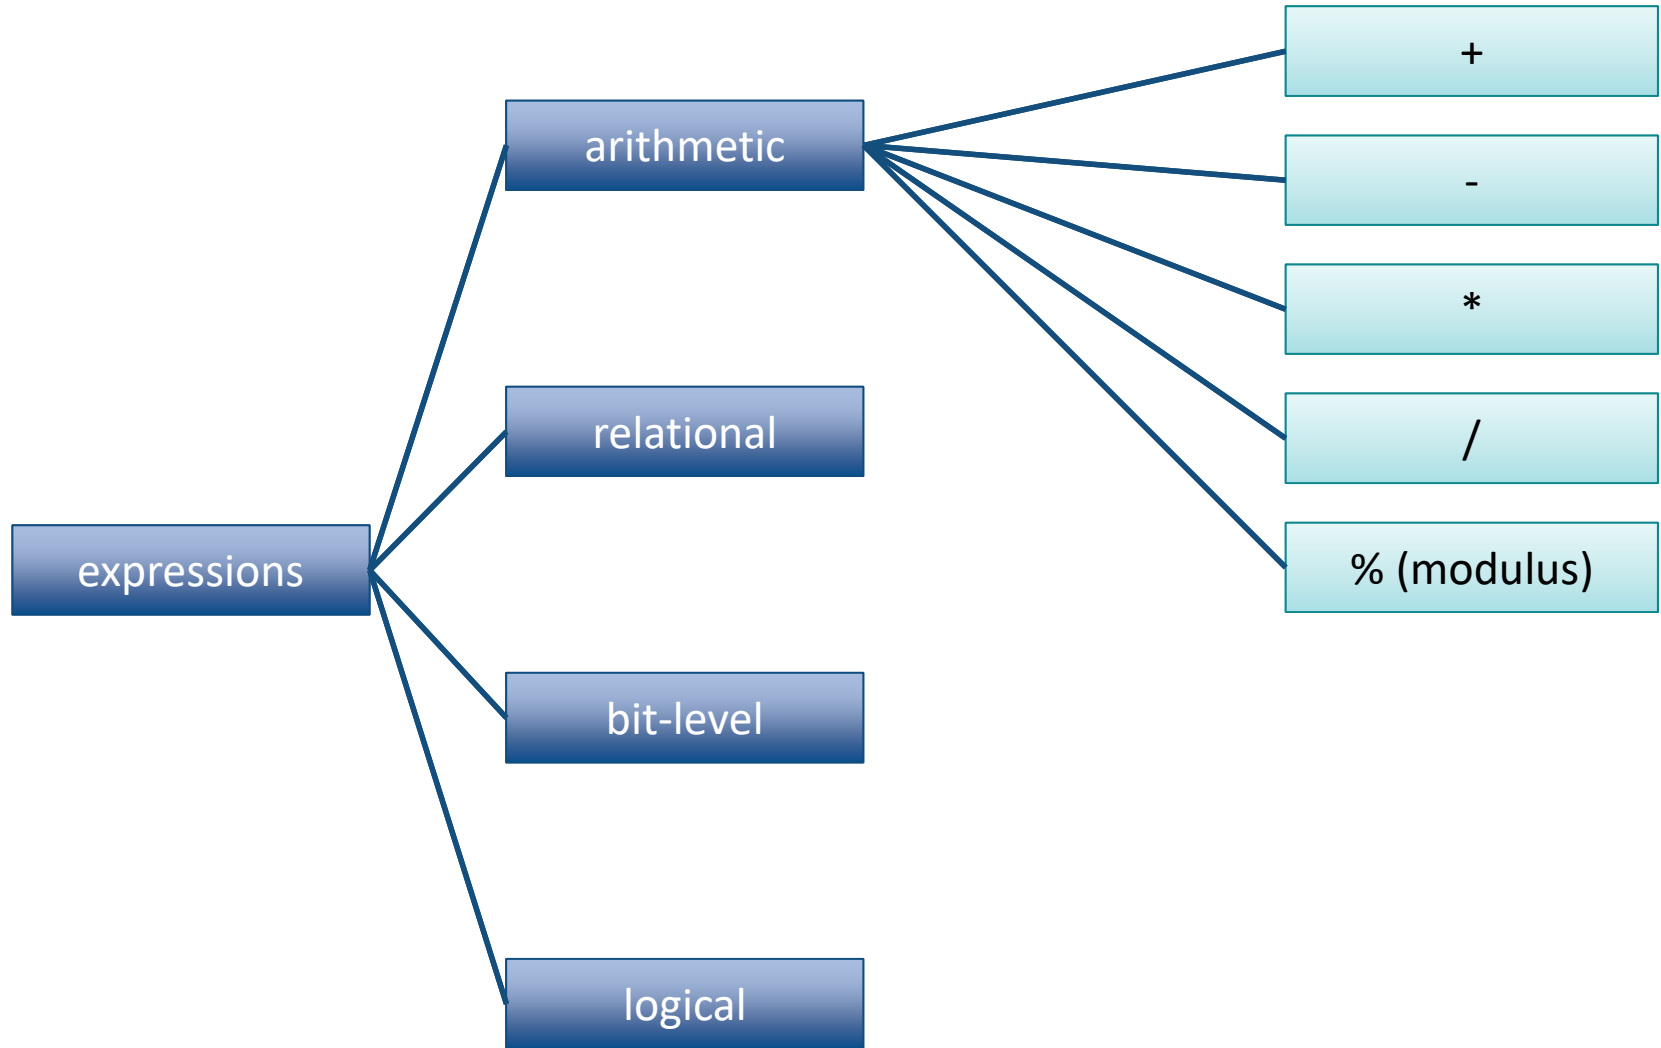 expressions
arithmetic
relational
bit-level
logical
+
-
*
/
% (modulus)